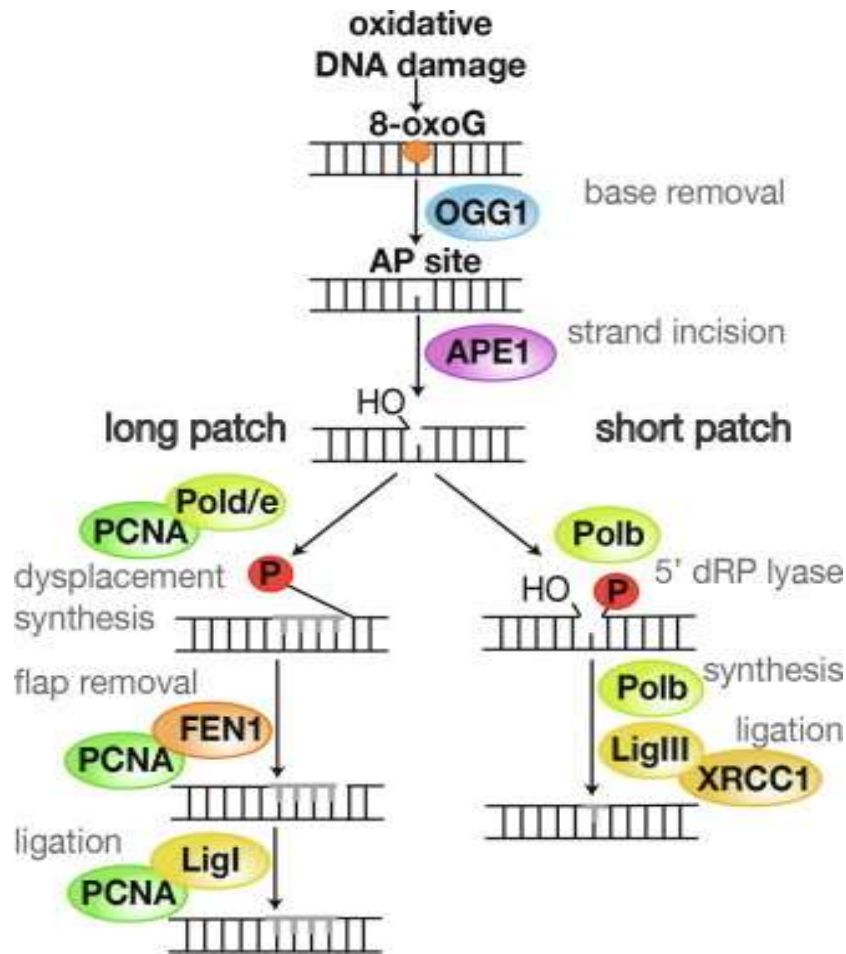 oxidative
DNA damage
8-oxoG
OGG1
base removal
AP site
APE1
strand incision
HO
long patch
short patch
Pold/e
PCNA
dysplacement
synthesis
P
flap removal
FEN1
PCNA
ligation
LigI
PCNA
Polb
5' dRP lyase
HO
P
synthesis
Polb
ligation
LigIII
XRCC1